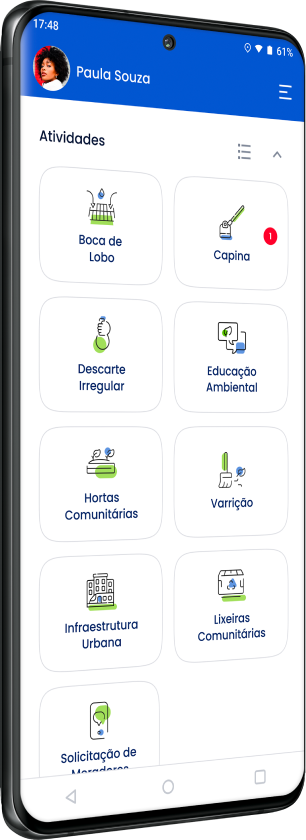 17:48
61%
Paula Souza
Atividades
Boca de
Lobo
Capina
1
Descarte
Irregular
Educação
Ambiental
Hortas
Comunitárias
Varrição
Infraestrutura
Urbana
Lixeiras
Comunitárias
Solicitação de
Moradores